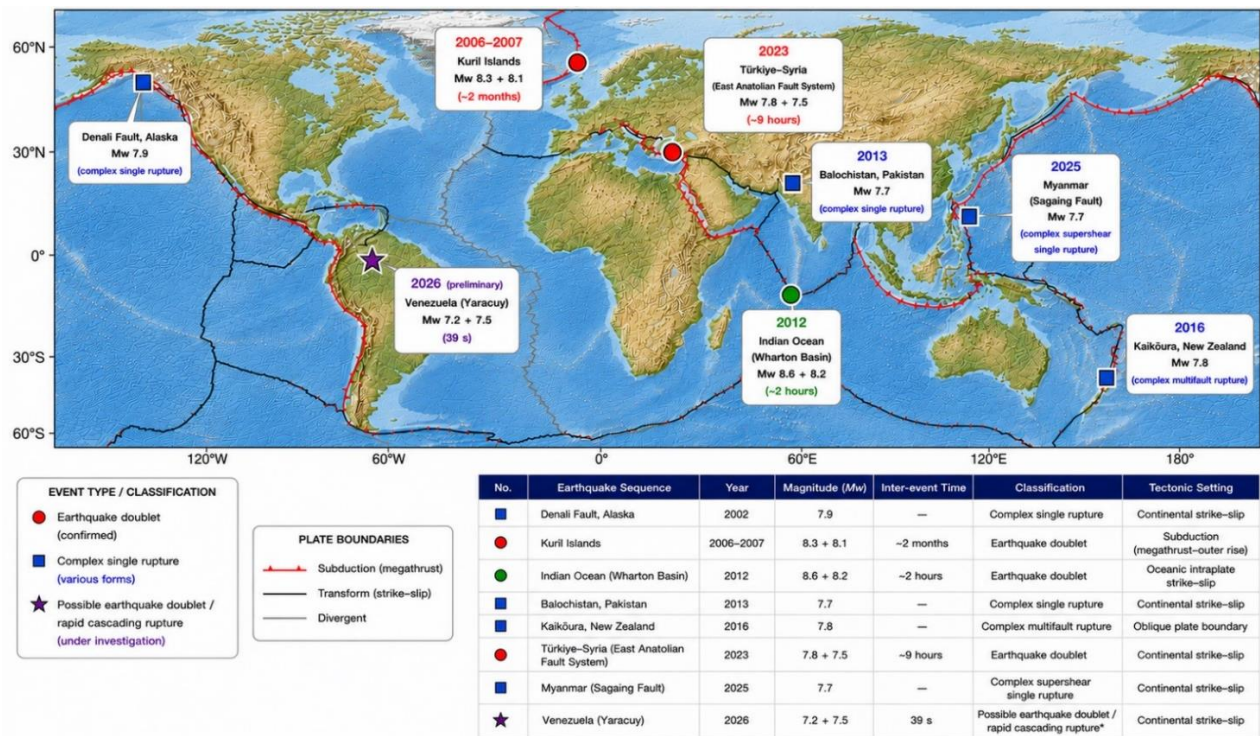 60°N
30°N
0°
30°S
60°S
120°W
60°W
0°
60°E
120°E
180°
2006–2007
Kuril Islands
Mw 8.3 + 8.1
(~2 months)
2023
Türkiye–Syria
(East Anatolian Fault System)
Mw 7.8 + 7.5
(~9 hours)
Denali Fault, Alaska
Mw 7.9
(complex single rupture)
2013
Balochistan, Pakistan
Mw 7.7
(complex single rupture)
2025
Myanmar
(Sagaing Fault)
Mw 7.7
(complex supershear
single rupture)
2026 (preliminary)
Venezuela (Yaracuy)
Mw 7.2 + 7.5
(39 s)
2012
Indian Ocean
(Wharton Basin)
Mw 8.6 + 8.2
(~2 hours)
2016
Kaikōura, New Zealand
Mw 7.8
(complex multifault rupture)
EVENT TYPE / CLASSIFICATION
Earthquake doublet
(confirmed)
Complex single rupture
(various forms)
Possible earthquake doublet /
rapid cascading rupture
(under investigation)
PLATE BOUNDARIES
Subduction (megathrust)
Transform (strike–slip)
Divergent
No. Earthquake Sequence Year Magnitude (Mw) Inter-event Time Classification Tectonic Setting
Denali Fault, Alaska 2002 7.9 — Complex single rupture Continental strike–slip
Kuril Islands 2006–2007 8.3 + 8.1 ~2 months Earthquake doublet Subduction
(megathrust–outer rise)
Indian Ocean (Wharton Basin) 2012 8.6 + 8.2 ~2 hours Earthquake doublet Oceanic intraplate
strike–slip
Balochistan, Pakistan 2013 7.7 — Complex single rupture Continental strike–slip
Kaikōura, New Zealand 2016 7.8 — Complex multifault rupture Oblique plate boundary
Türkiye–Syria (East Anatolian
Fault System) 2023 7.8 + 7.5 ~9 hours Earthquake doublet Continental strike–slip
Myanmar (Sagaing Fault) 2025 7.7 — Complex supershear
single rupture Continental strike–slip
Venezuela (Yaracuy) 2026 7.2 + 7.5 39 s Possible earthquake doublet /
rapid cascading rupture* Continental strike–slip